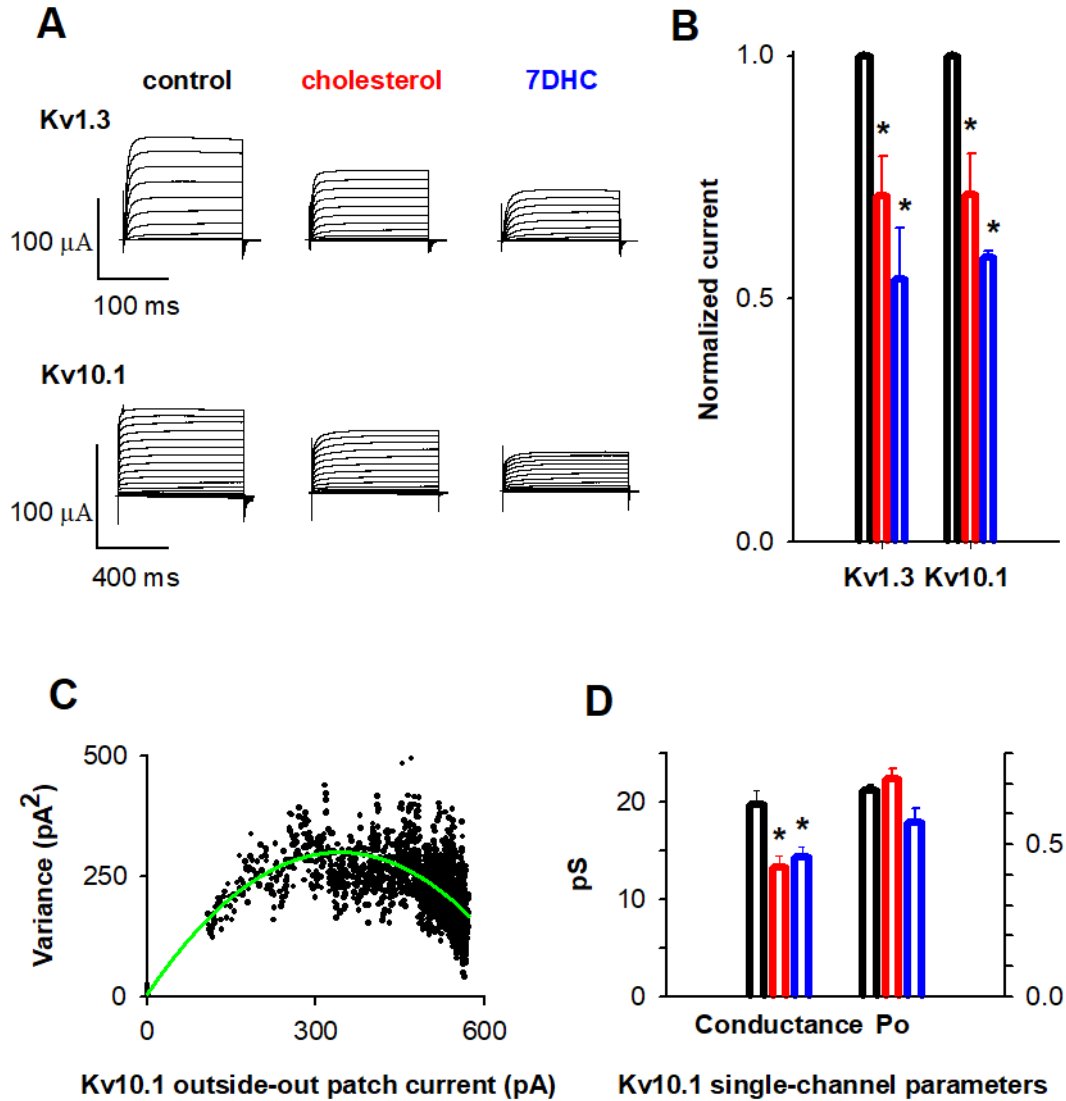 A
control cholesterol 7DHC
Kv1.3
100 μA
100 ms
Kv10.1
100 μA
400 ms
B
Normalized current
1.0
0.5
0.0
* * * *
Kv1.3 Kv10.1
C
Variance (pA2)
500
250
0
0 300 600
Kv10.1 outside-out patch current (pA)
D
pS
20
10
0
* *
0.5
0.0
Conductance Po
Kv10.1 single-channel parameters